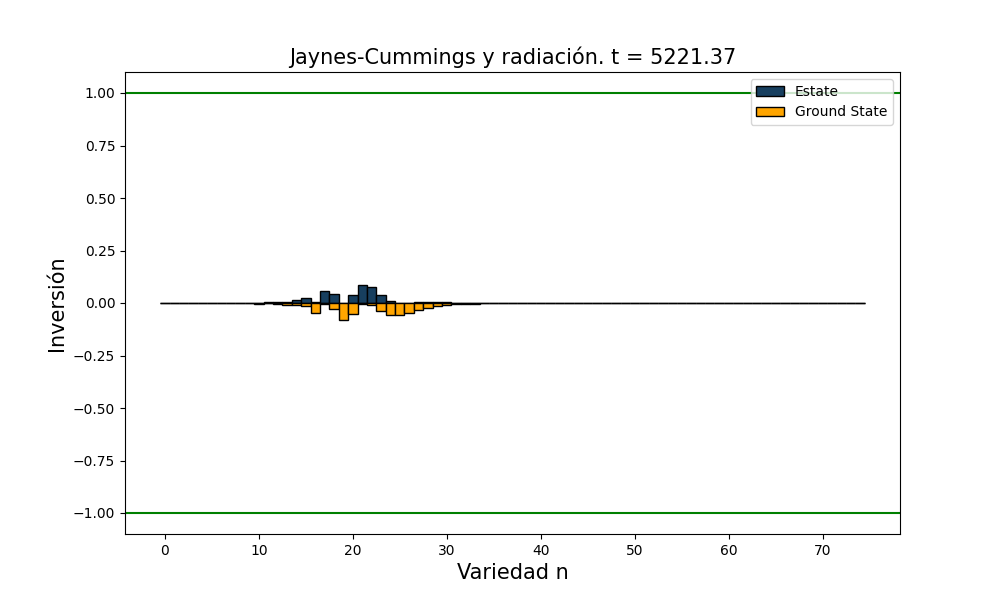 Jaynes-Cummings y radiación. t = 5221.37
Estate
Ground State
Inversión
1.00
0.75
0.50
0.25
0.00
−0.25
−0.50
−0.75
−1.00
0 10 20 30 40 50 60 70
Variedad n